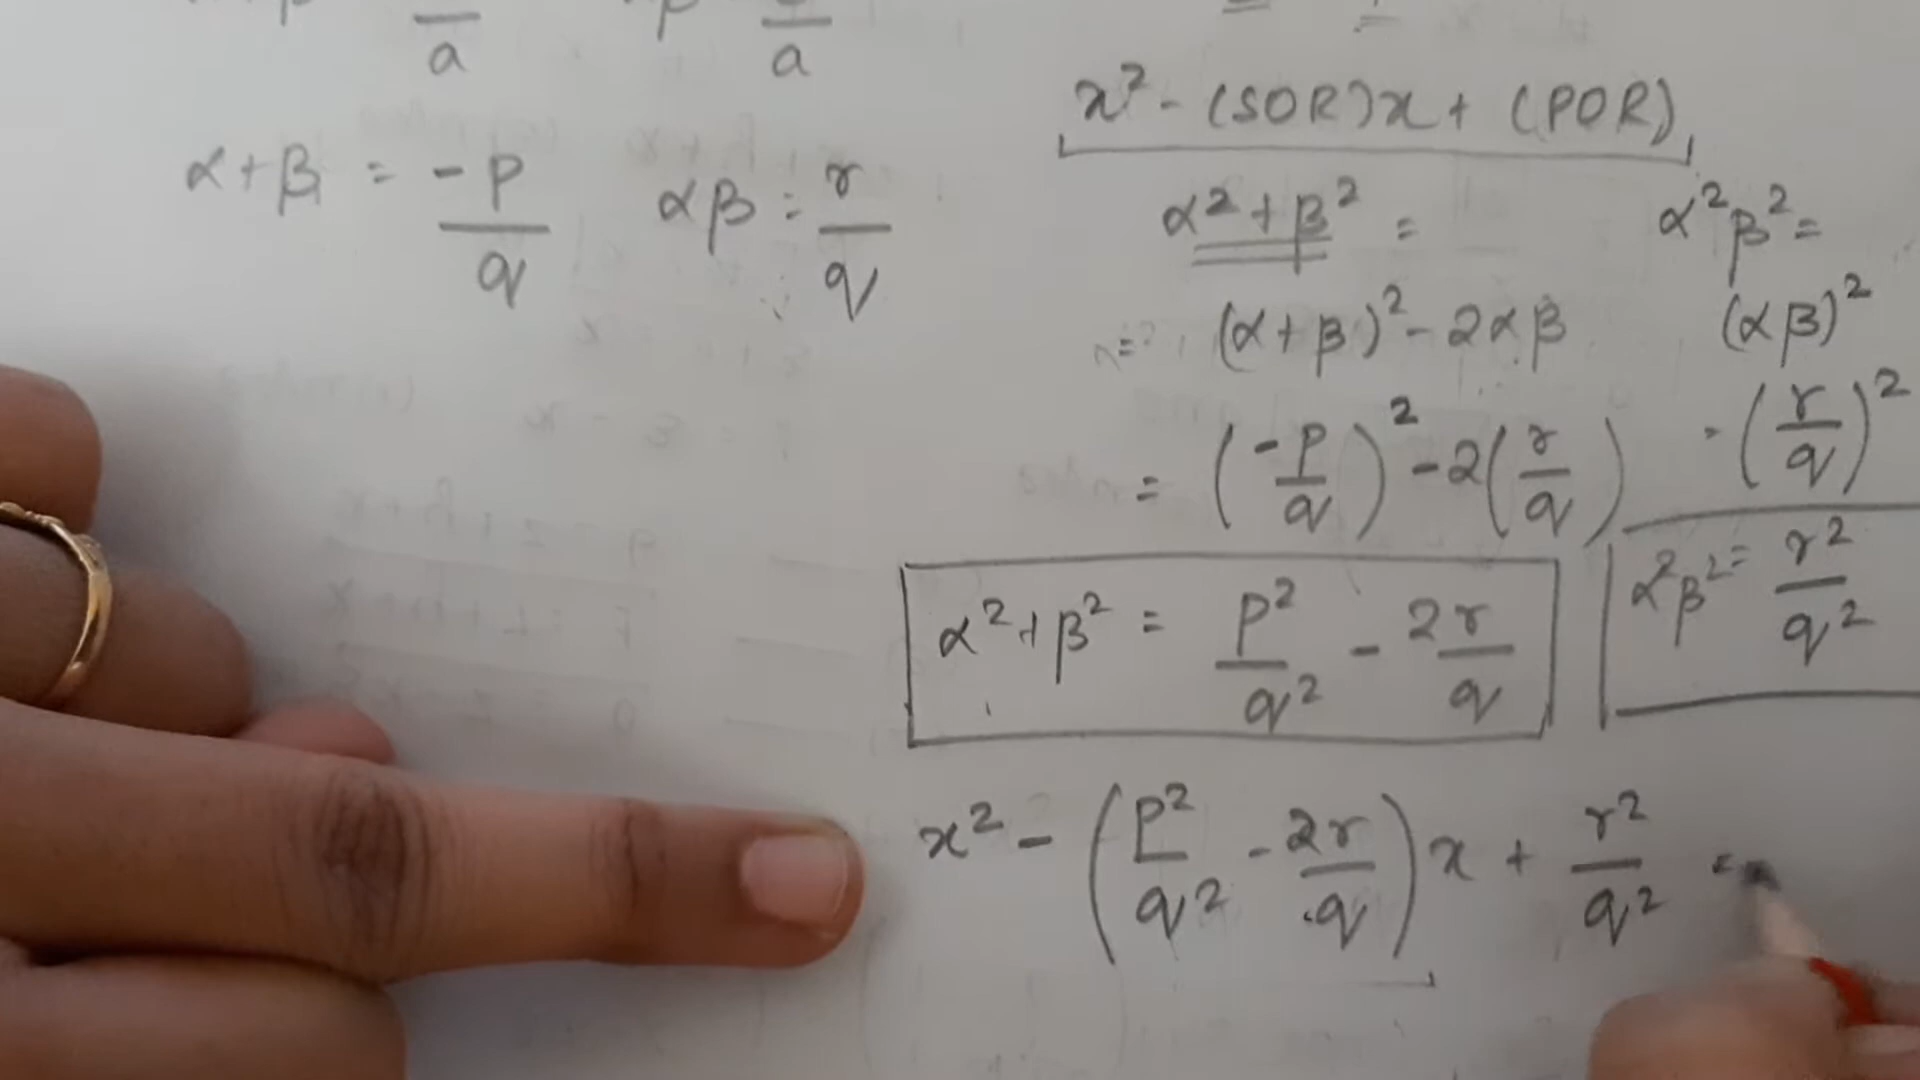 a a
α+β = -p/q αβ = r/q
x² - (SOR)x + (POR)
α²+β² = α²β² =
(α+β)² - 2αβ (αβ)²
= (-p/q)² - 2(r/q) = (r/q)²
α²+β² = p²/q² - 2r/q α²β² = r²/q²
x² - (p²/q² - 2r/q)x + r²/q² =